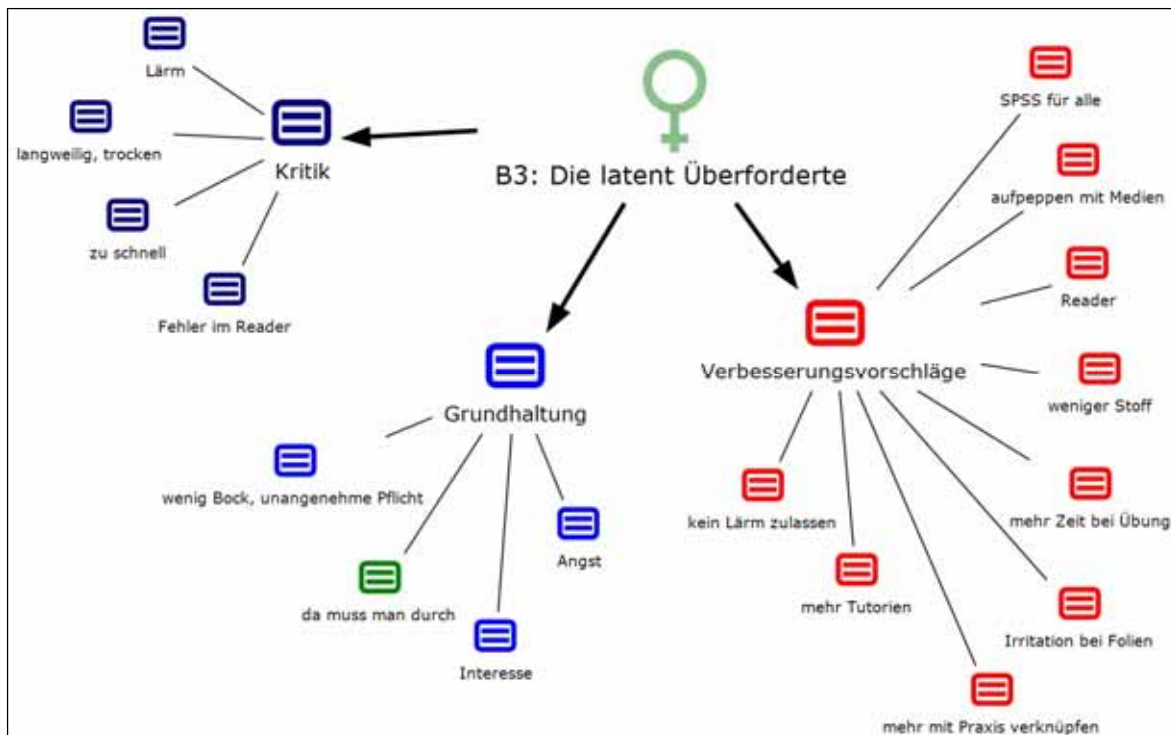 B3: Die latent Überforderte
Kritik
Lärm
langweilig, trocken
zu schnell
Fehler im Reader
Grundhaltung
wenig Bock, unangenehme Pflicht
da muss man durch
Interesse
Angst
Verbesserungsvorschläge
SPSS für alle
aufpeppen mit Medien
Reader
weniger Stoff
mehr Zeit bei Übung
Irritation bei Folien
mehr mit Praxis verknüpfen
mehr Tutorien
kein Lärm zulassen